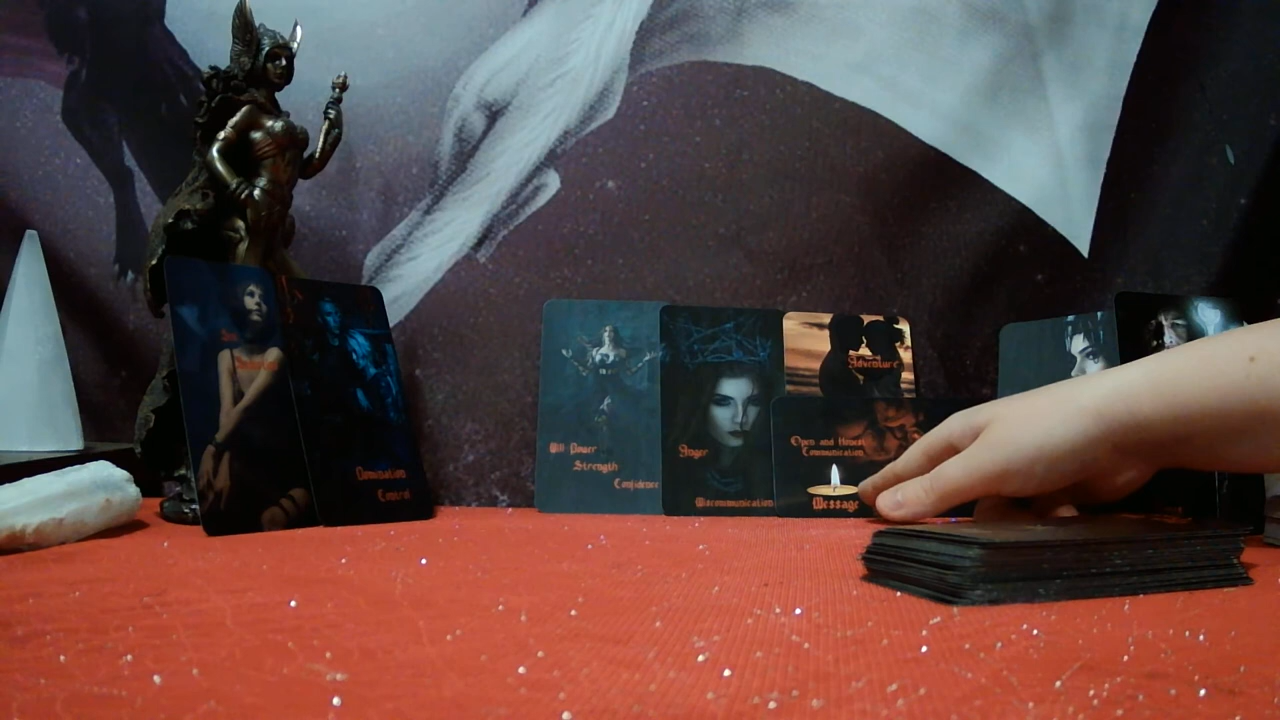 Domination
Control
Will Power
Strength
Confidence
Anger
Miscommunication
Adventure
Open and Honest
Communication
Message